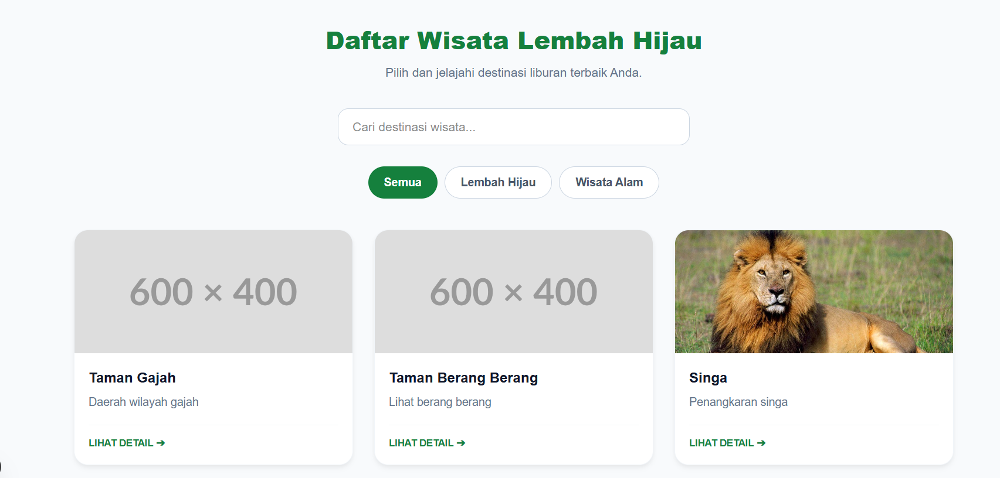 Daftar Wisata Lembah Hijau
Pilih dan jelajahi destinasi liburan terbaik Anda.
Cari destinasi wisata...
Semua
Lembah Hijau
Wisata Alam
600 × 400
600 × 400
Taman Gajah
Daerah wilayah gajah
LIHAT DETAIL ➔
Taman Berang Berang
Lihat berang berang
LIHAT DETAIL ➔
Singa
Penangkaran singa
LIHAT DETAIL ➔